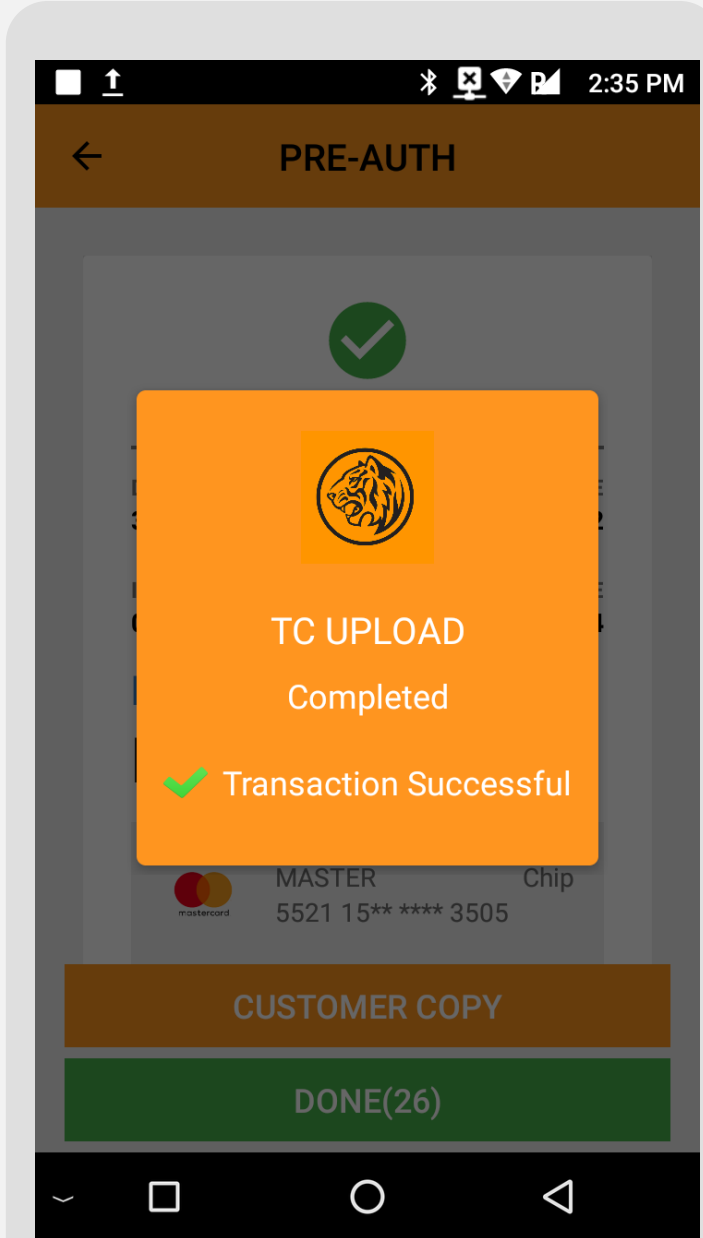 2:35 PM
PRE-AUTH
TC UPLOAD
Completed
Transaction Successful
MASTER Chip
mastercard 5521 15** **** 3505
CUSTOMER COPY
DONE(26)